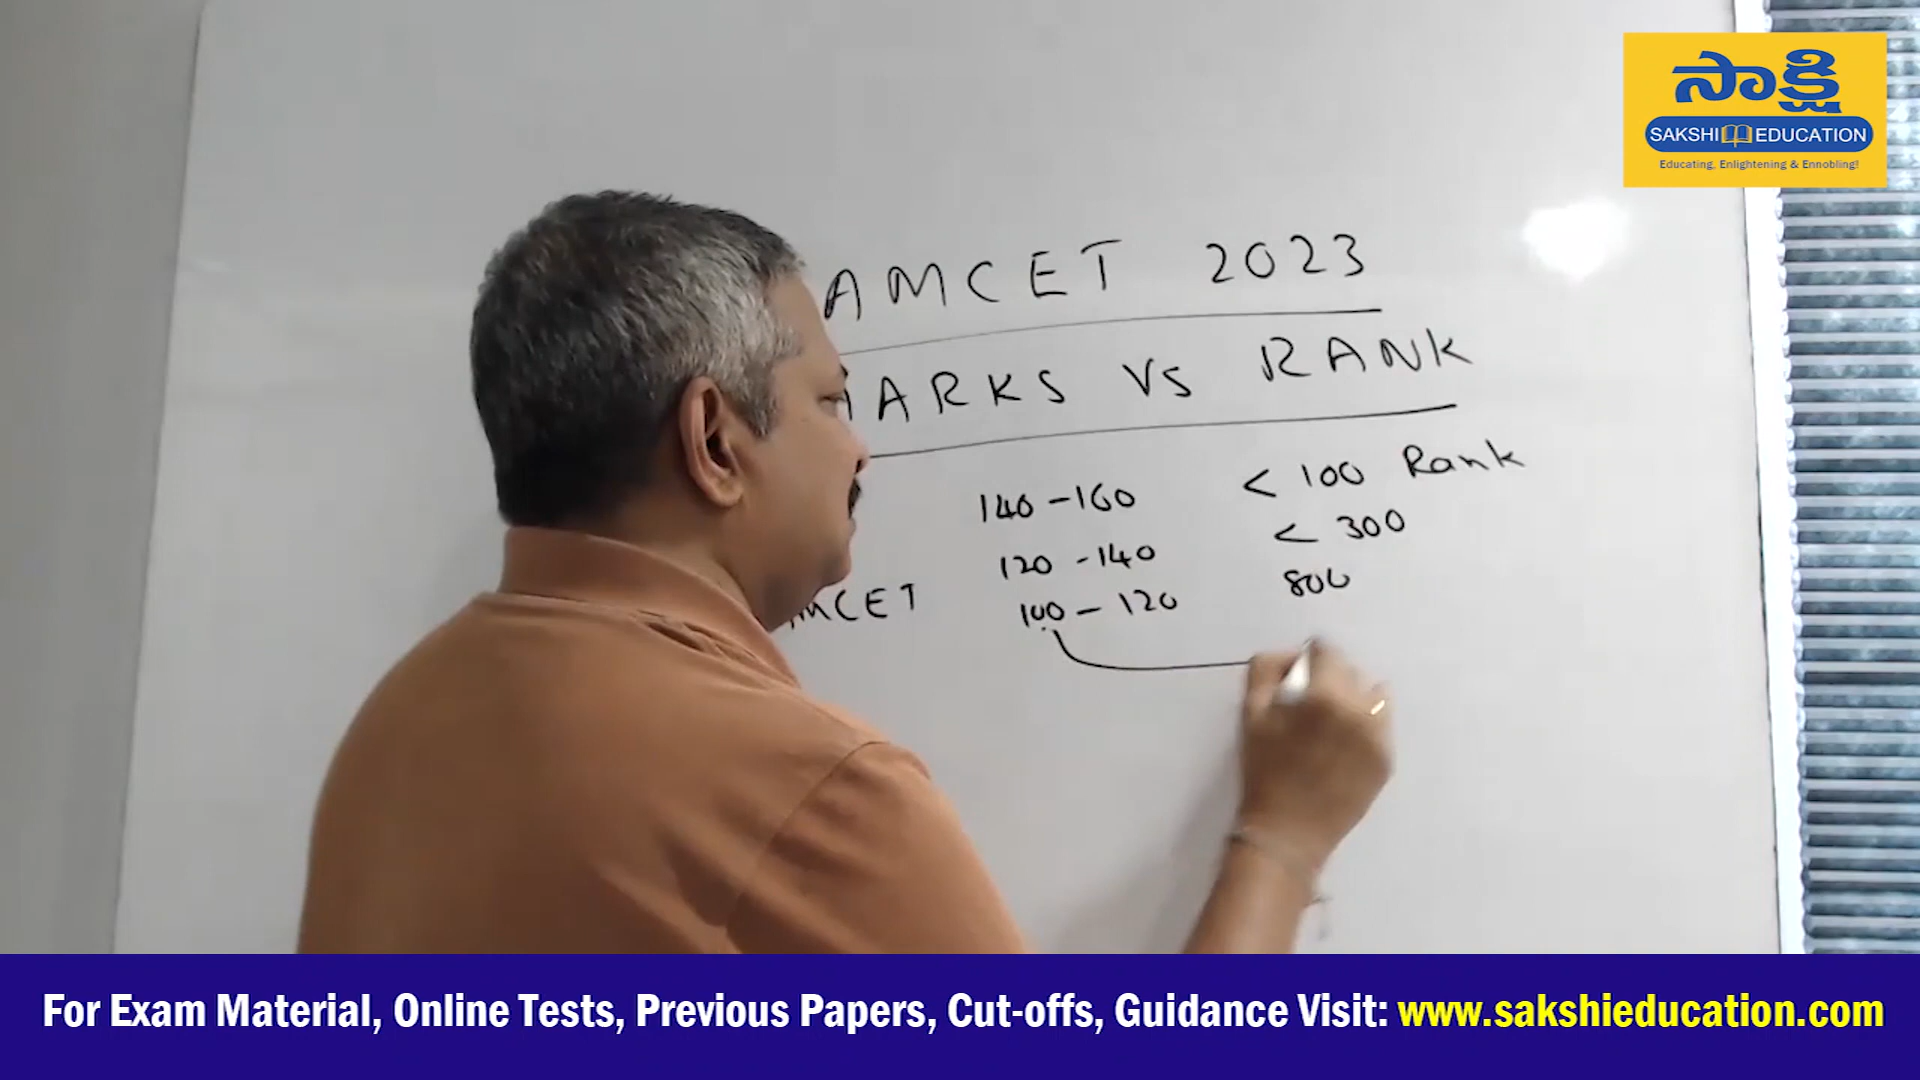 సాక్షి
SAKSHI EDUCATION
Educating, Enlightening & Ennobling!
AMCET 2023
ARKS VS RANK
140-160 < 100 Rank
120-140 < 300
MCET 100-120 800
For Exam Material, Online Tests, Previous Papers, Cut-offs, Guidance Visit: www.sakshieducation.com